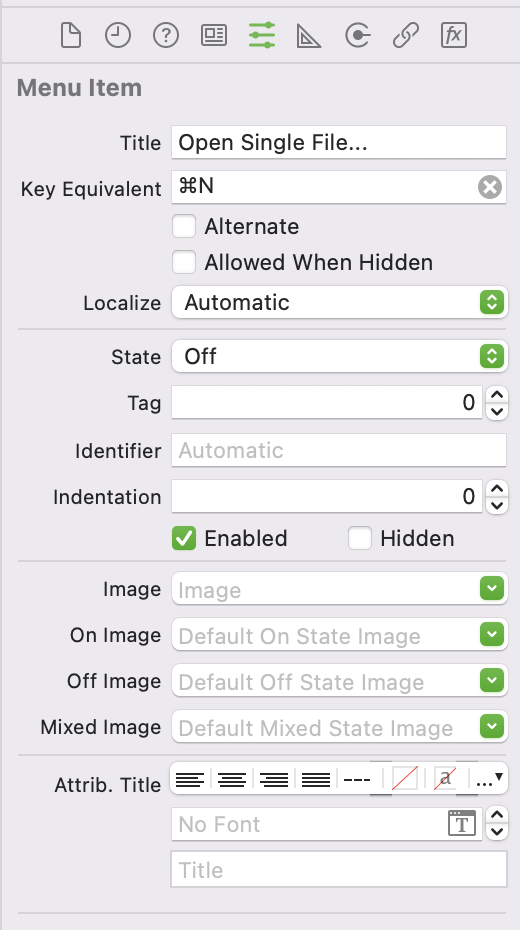 Menu Item
Title Open Single File...
Key Equivalent ⌘N
Alternate
Allowed When Hidden
Localize Automatic
State Off
Tag 0
Identifier Automatic
Indentation 0
Enabled Hidden
Image Image
On Image Default On State Image
Off Image Default Off State Image
Mixed Image Default Mixed State Image
Attrib. Title a ...
No Font T
Title